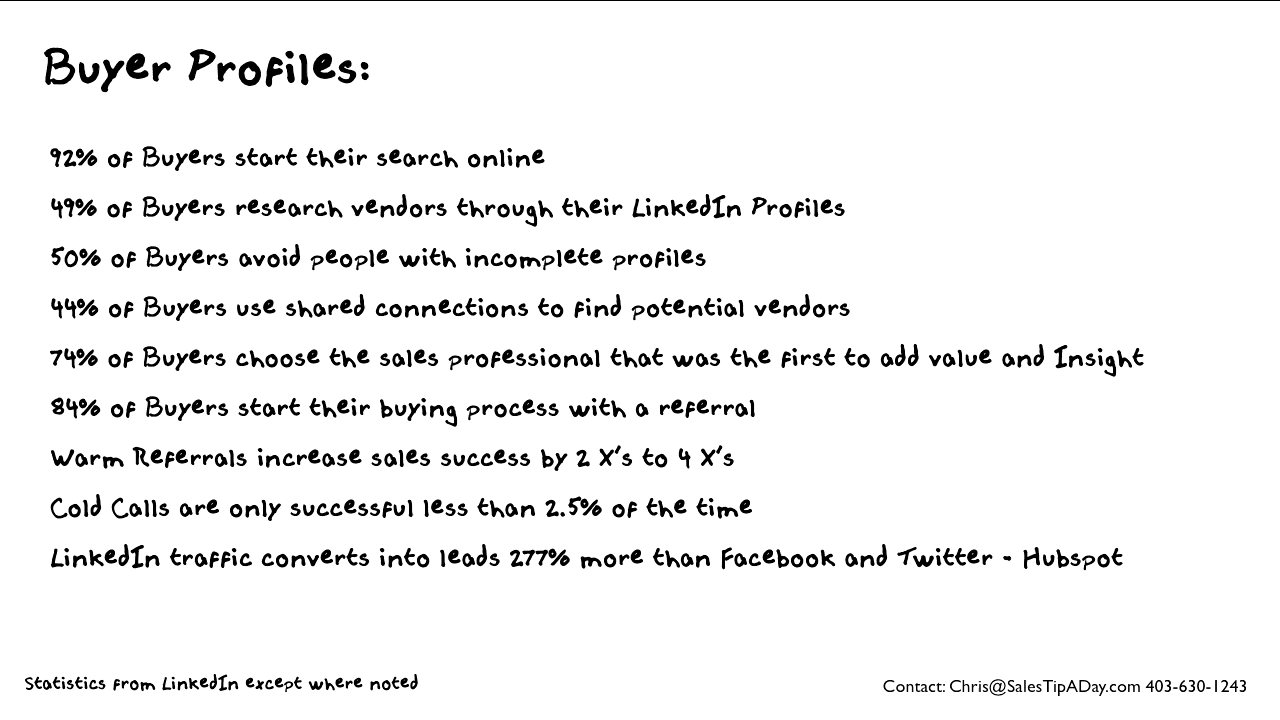 Buyer Profiles:
92% of Buyers start their search online
49% of Buyers research vendors through their LinkedIn Profiles
50% of Buyers avoid people with incomplete profiles
44% of Buyers use shared connections to find potential vendors
74% of Buyers choose the sales professional that was the first to add value and Insight
84% of Buyers start their buying process with a referral
Warm Referrals increase sales success by 2 X's to 4 X's
Cold Calls are only successful less than 2.5% of the time
LinkedIn traffic converts into leads 277% more than Facebook and Twitter - Hubspot
Statistics from LinkedIn except where noted
Contact: Chris@SalesTipADay.com 403-630-1243